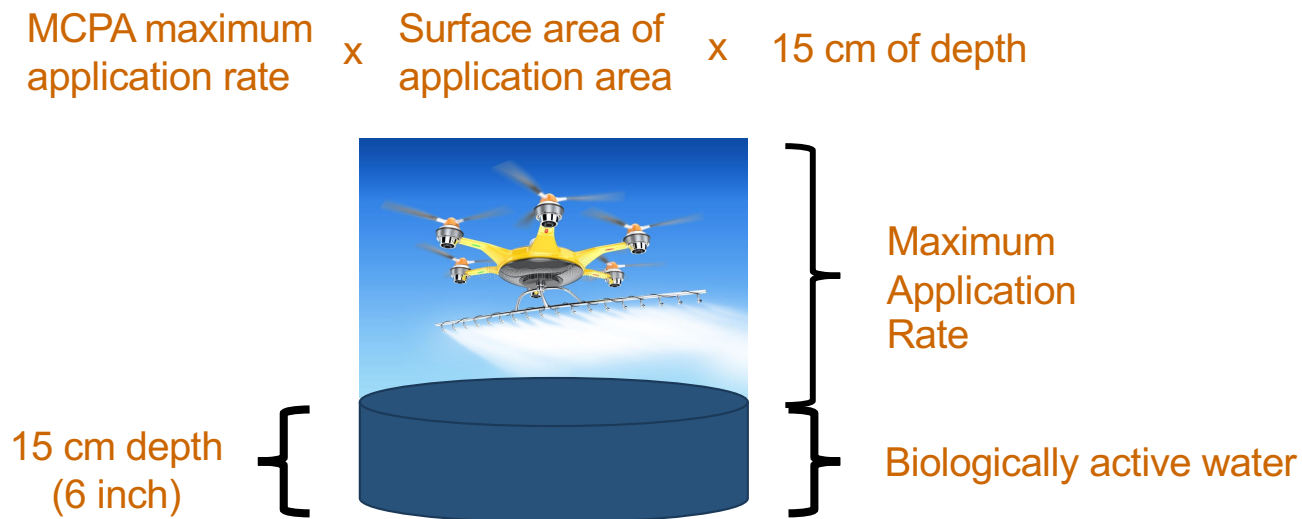 MCPA maximum application rate x Surface area of application area x 15 cm of depth
Maximum
Application
Rate
15 cm depth
(6 inch)
Biologically active water